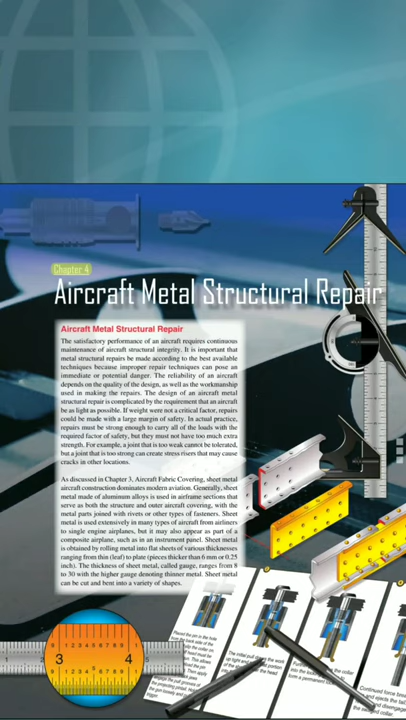 Chapter 4
Aircraft Metal Structural Repair
Aircraft Metal Structural Repair
The satisfactory performance of an aircraft requires continuous
maintenance of aircraft structural integrity. It is important that
metal structural repairs be made according to the best available
techniques because improper repair techniques can pose an
immediate or potential danger. The reliability of an aircraft
depends on the quality of the design, as well as the workmanship
used in making the repairs. The design of an aircraft metal
structural repair is complicated by the requirement that an aircraft
be as light as possible. If weight were not a critical factor, repairs
could be made with a large margin of safety. In actual practice,
repairs must be strong enough to carry all of the loads with the
required factor of safety, but they must not have too much extra
strength. For example, a joint that is too weak cannot be tolerated,
but a joint that is too strong can create stress risers that may cause
cracks in other locations.
As discussed in Chapter 3, Aircraft Fabric Covering, sheet metal
aircraft construction dominates modern aviation. Generally, sheet
metal made of aluminum alloys is used in airframe sections that
serve as both the structure and outer aircraft covering, with the
metal parts joined with rivets or other types of fasteners. Sheet
metal is used extensively in many types of aircraft from airliners
to single engine airplanes, but it may also appear as part of a
composite airplane, such as in an instrument panel. Sheet metal
is obtained by rolling metal into flat sheets of various thicknesses
ranging from thin (leaf) to plate (pieces thicker than 6 mm or 0.25
inch). The thickness of sheet metal, called gauge, ranges from 8
to 30 with the higher gauge denoting thinner metal. Sheet metal
can be cut and bent into a variety of shapes.
Placed the pin in the hole
The initial pull
Continued force
3 4